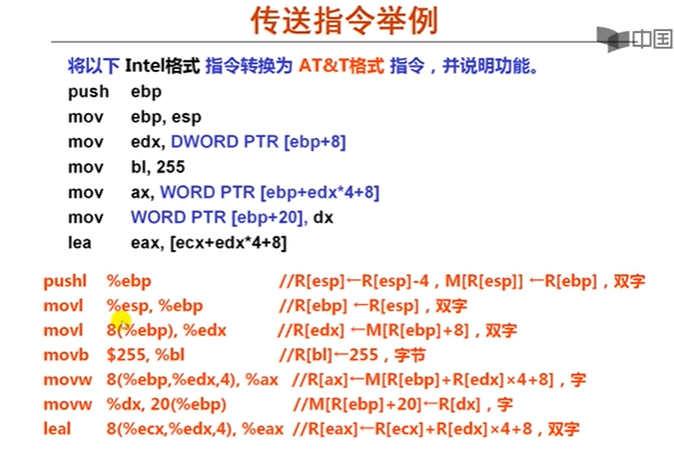 传送指令举例
中国
将以下 Intel格式 指令转换为 AT&T格式 指令，并说明功能。
push ebp
mov ebp, esp
mov edx, DWORD PTR [ebp+8]
mov bl, 255
mov ax, WORD PTR [ebp+edx*4+8]
mov WORD PTR [ebp+20], dx
lea eax, [ecx+edx*4+8]
pushl %ebp //R[esp]←R[esp]-4，M[R[esp]] ←R[ebp]，双字
movl %esp, %ebp //R[ebp] ←R[esp]，双字
movl 8(%ebp), %edx //R[edx] ←M[R[ebp]+8]，双字
movb $255, %bl //R[bl]←255，字节
movw 8(%ebp,%edx,4), %ax //R[ax]←M[R[ebp]+R[edx]×4+8]，字
movw %dx, 20(%ebp) //M[R[ebp]+20]←R[dx]，字
leal 8(%ecx,%edx,4), %eax //R[eax]←R[ecx]+R[edx]×4+8，双字